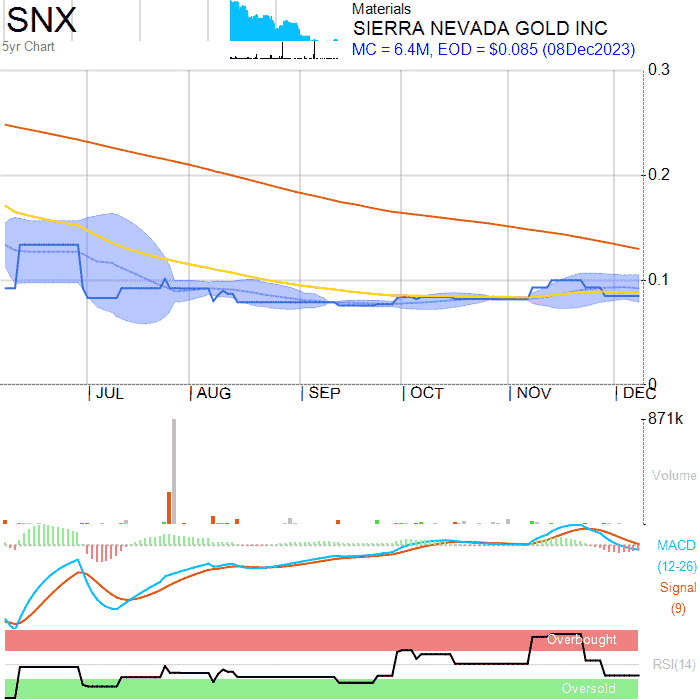 SNX
5yr Chart
Materials
SIERRA NEVADA GOLD INC
MC = 6.4M, EOD = $0.085 (08Dec2023)
0.3
0.2
0.1
0
JUL
AUG
SEP
OCT
NOV
DEC
871k
Volume
MACD
(12-26)
Signal
(9)
Overbought
RSI(14)
Oversold